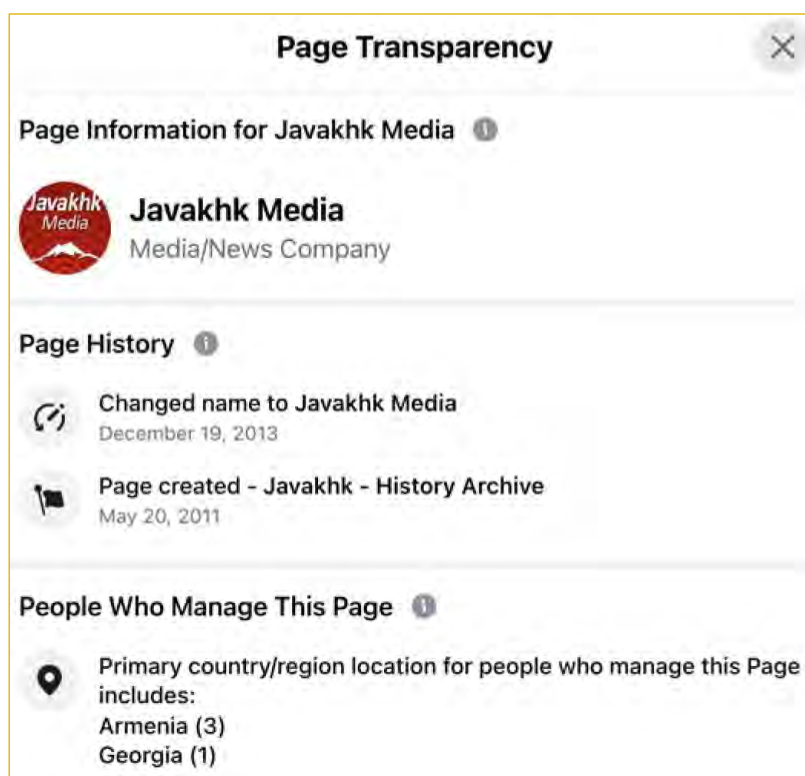 Page Transparency
Page Information for Javakhk Media
Javakhk
Media
Javakhk Media
Media/News Company
Page History
Changed name to Javakhk Media
December 19, 2013
Page created - Javakhk - History Archive
May 20, 2011
People Who Manage This Page
Primary country/region location for people who manage this Page
includes:
Armenia (3)
Georgia (1)